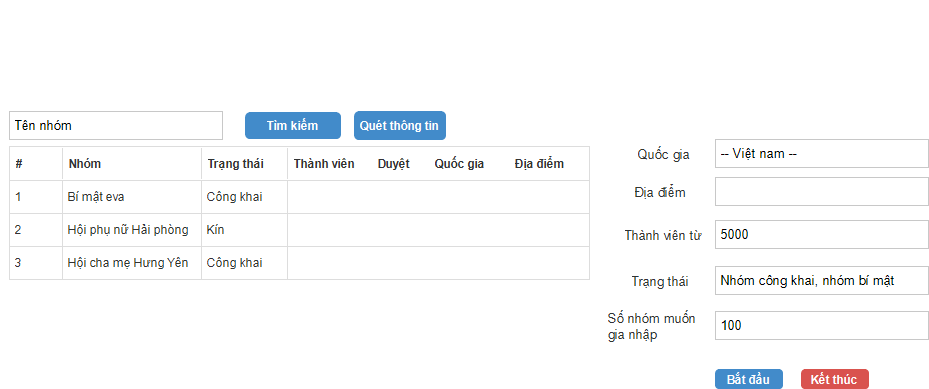 Tên nhóm
Tìm kiếm
Quét thông tin
# Nhóm Trạng thái Thành viên Duyệt Quốc gia Địa điểm
1 Bí mật eva Công khai
2 Hội phụ nữ Hải phòng Kín
3 Hội cha mẹ Hưng Yên Công khai
Quốc gia -- Việt nam --
Địa điểm
Thành viên từ 5000
Trạng thái Nhóm công khai, nhóm bí mật
Số nhóm muốn
gia nhập
100
Bắt đầu
Kết thúc